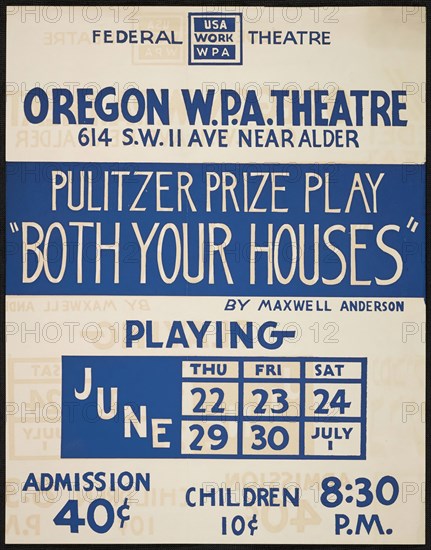 FEDERAL USA WORK WPA THEATRE
OREGON W.P.A. THEATRE
614 S.W. 11 AVE NEAR ALDER
PULITZER PRIZE PLAY
"BOTH YOUR HOUSES"
BY MAXWELL ANDERSON
PLAYING-
JUNE
THU FRI SAT
22 23 24
29 30 JULY 1
ADMISSION 40¢
CHILDREN 10¢
8:30 P.M.
PHOTO 12